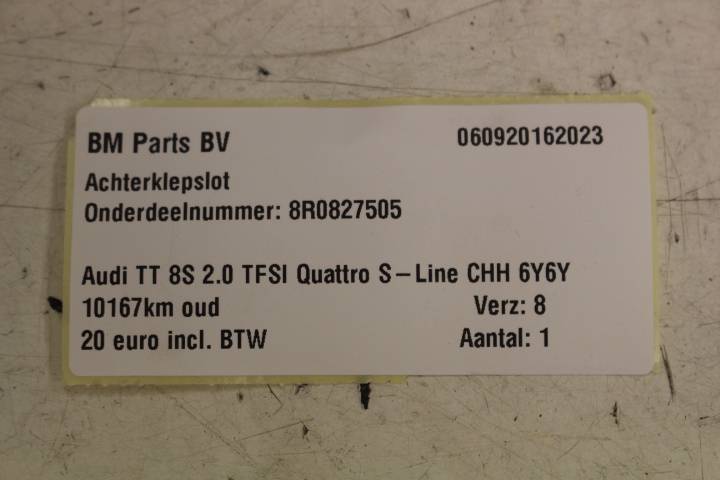 BM Parts BV 060920162023
Achterklepslot
Onderdeelnummer: 8R0827505
Audi TT 8S 2.0 TFSI Quattro S-Line CHH 6Y6Y
10167km oud Verz: 8
20 euro incl. BTW Aantal: 1